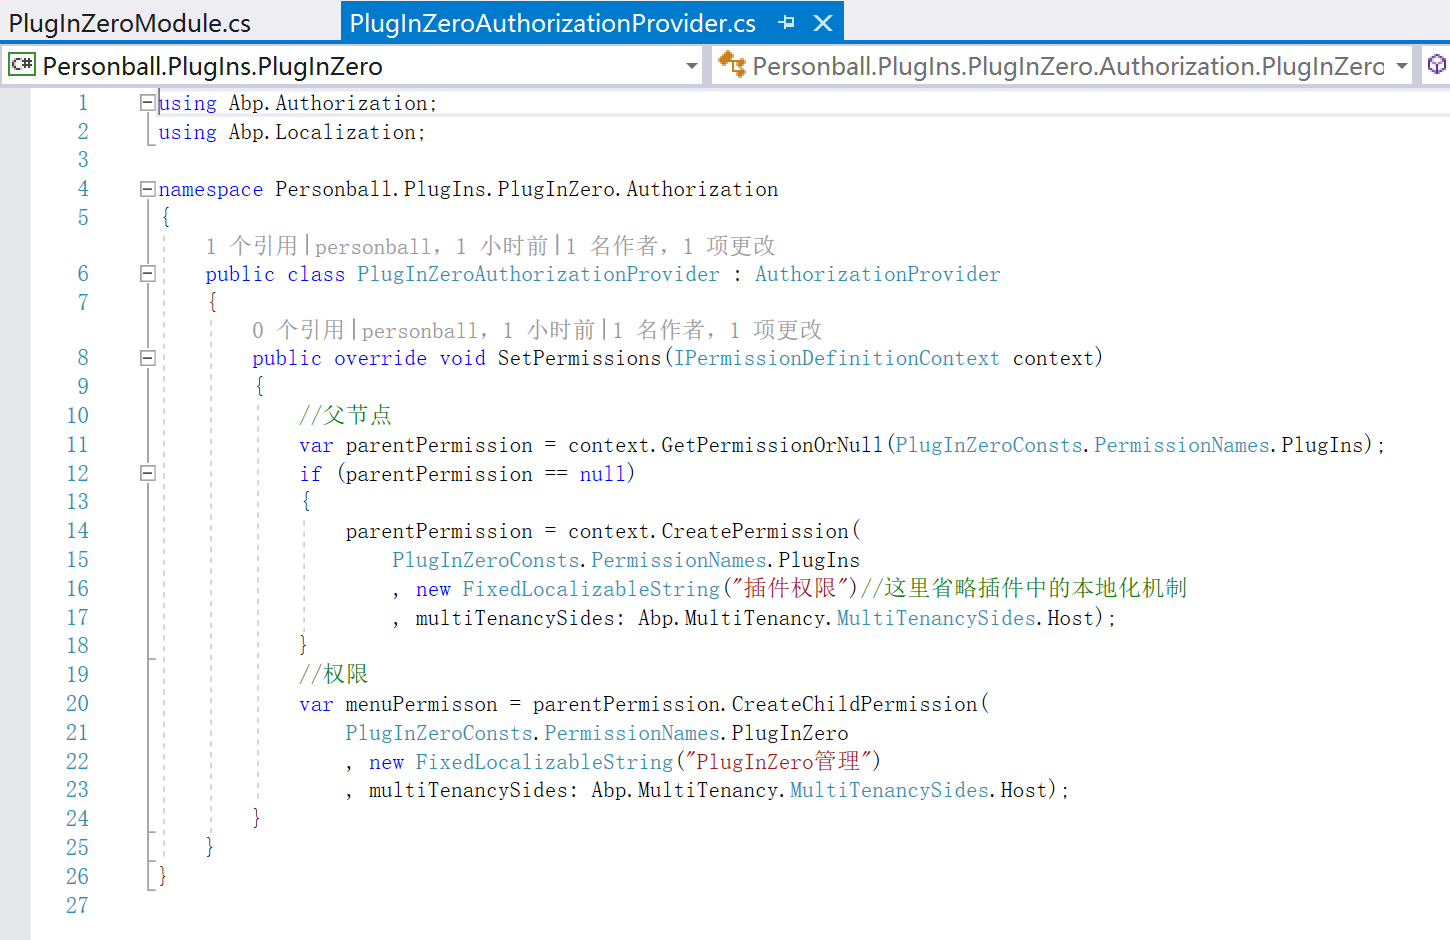 PlugInZeroModule.cs PlugInZeroAuthorizationProvider.cs
C# Personball.PlugIns.PlugInZero Personball.PlugIns.PlugInZero.Authorization.PlugInZero
1 using Abp.Authorization;
2 using Abp.Localization;
3
4 namespace Personball.PlugIns.PlugInZero.Authorization
5 {
1 个引用|personball, 1 小时前|1 名作者, 1 项更改
6 public class PlugInZeroAuthorizationProvider : AuthorizationProvider
7 {
0 个引用|personball, 1 小时前|1 名作者, 1 项更改
8 public override void SetPermissions(IPermissionDefinitionContext context)
9 {
10 //父节点
11 var parentPermission = context.GetPermissionOrNull(PlugInZeroConsts.PermissionNames.PlugIns);
12 if (parentPermission == null)
13 {
14 parentPermission = context.CreatePermission(
15 PlugInZeroConsts.PermissionNames.PlugIns
16 , new FixedLocalizableString("插件权限")//这里省略插件中的本地化机制
17 , multiTenancySides: Abp.MultiTenancy.MultiTenancySides.Host);
18 }
19 //权限
20 var menuPermisson = parentPermission.CreateChildPermission(
21 PlugInZeroConsts.PermissionNames.PlugInZero
22 , new FixedLocalizableString("PlugInZero管理")
23 , multiTenancySides: Abp.MultiTenancy.MultiTenancySides.Host);
24 }
25 }
26 }
27